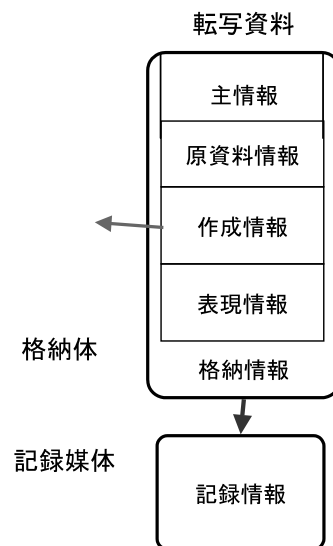 転写資料
主情報
原資料情報
作成情報
表現情報
格納体
格納情報
記録媒体
記録情報